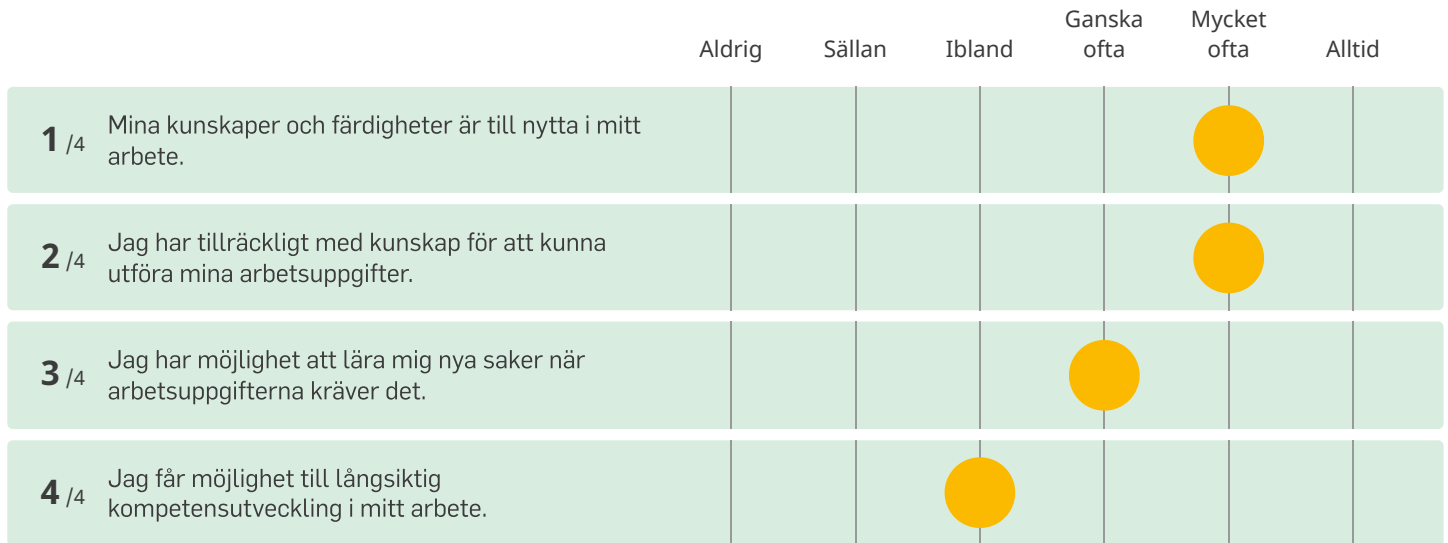 Aldrig Sällan Ibland Ganska ofta Mycket ofta Alltid
1 /4 Mina kunskaper och färdigheter är till nytta i mitt
arbete.
2 /4 Jag har tillräckligt med kunskap för att kunna
utföra mina arbetsuppgifter.
3 /4 Jag har möjlighet att lära mig nya saker när
arbetsuppgifterna kräver det.
4 /4 Jag får möjlighet till långsiktig
kompetensutveckling i mitt arbete.